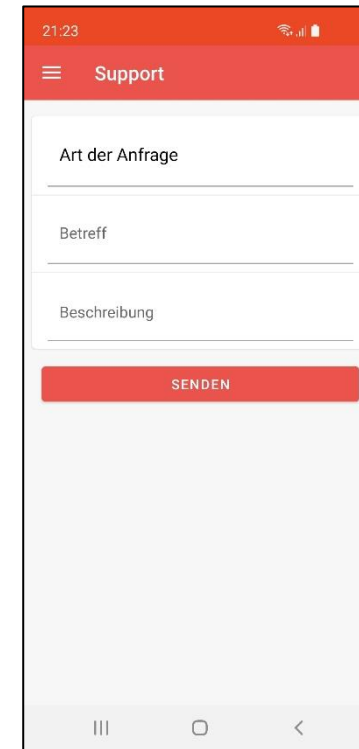 21:23
Support
Art der Anfrage
Betreff
Beschreibung
SENDEN